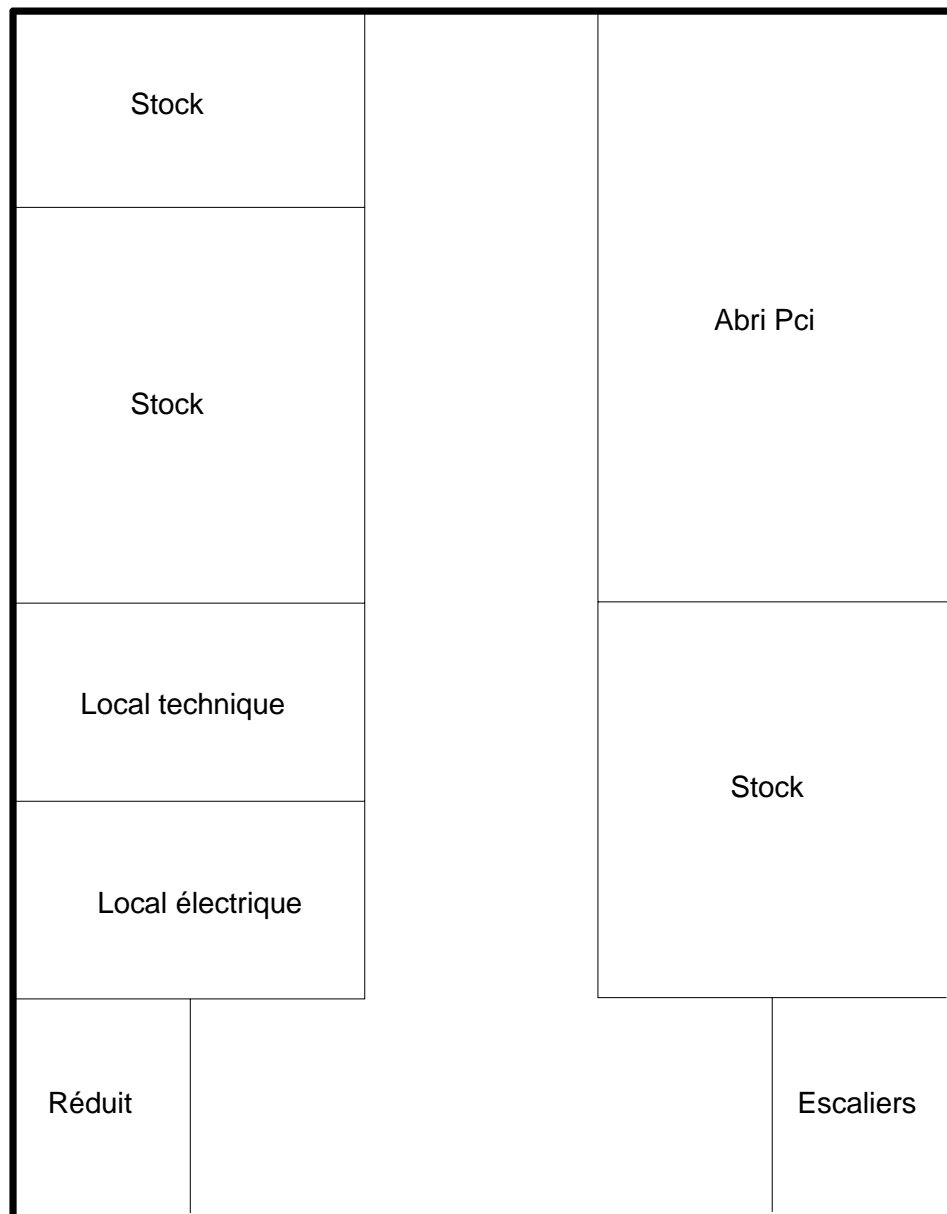 Stock
Abri Pci
Stock
Local technique
Stock
Local électrique
Réduit
Escaliers